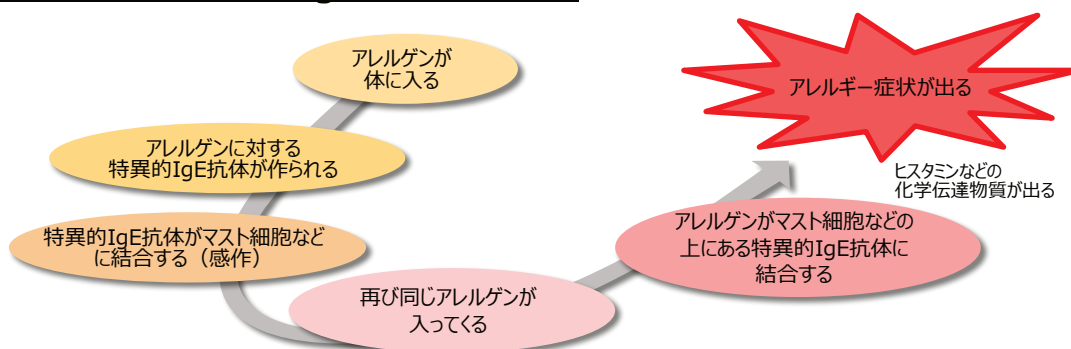 アレルゲンが
体に入る
アレルゲンに対する
特異的IgE抗体が作られる
特異的IgE抗体がマスト細胞など
に結合する（感作）
再び同じアレルゲンが
入ってくる
アレルゲンがマスト細胞などの
上にある特異的IgE抗体に
結合する
ヒスタミンなどの
化学伝達物質が出る
アレルギー症状が出る